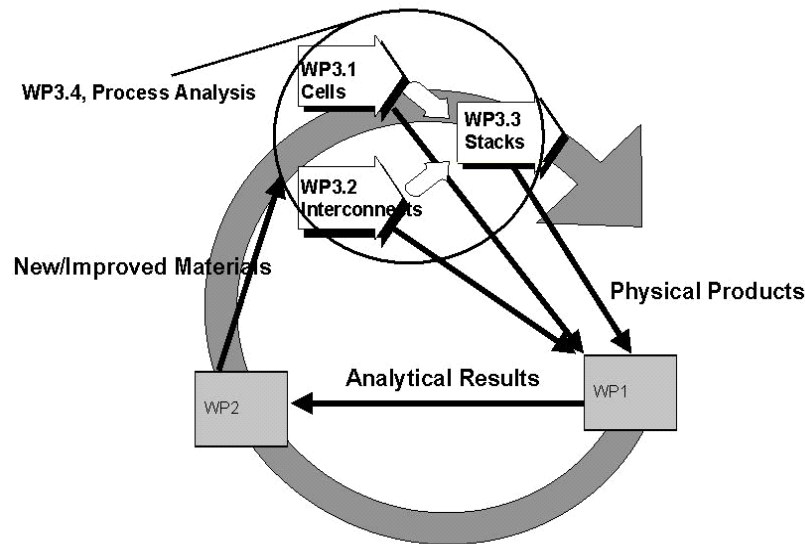 WP3.1
Cells
WP3.4, Process Analysis
WP3.3
Stacks
WP3.2
Interconnects
New/Improved Materials
Physical Products
Analytical Results
WP2
WP1